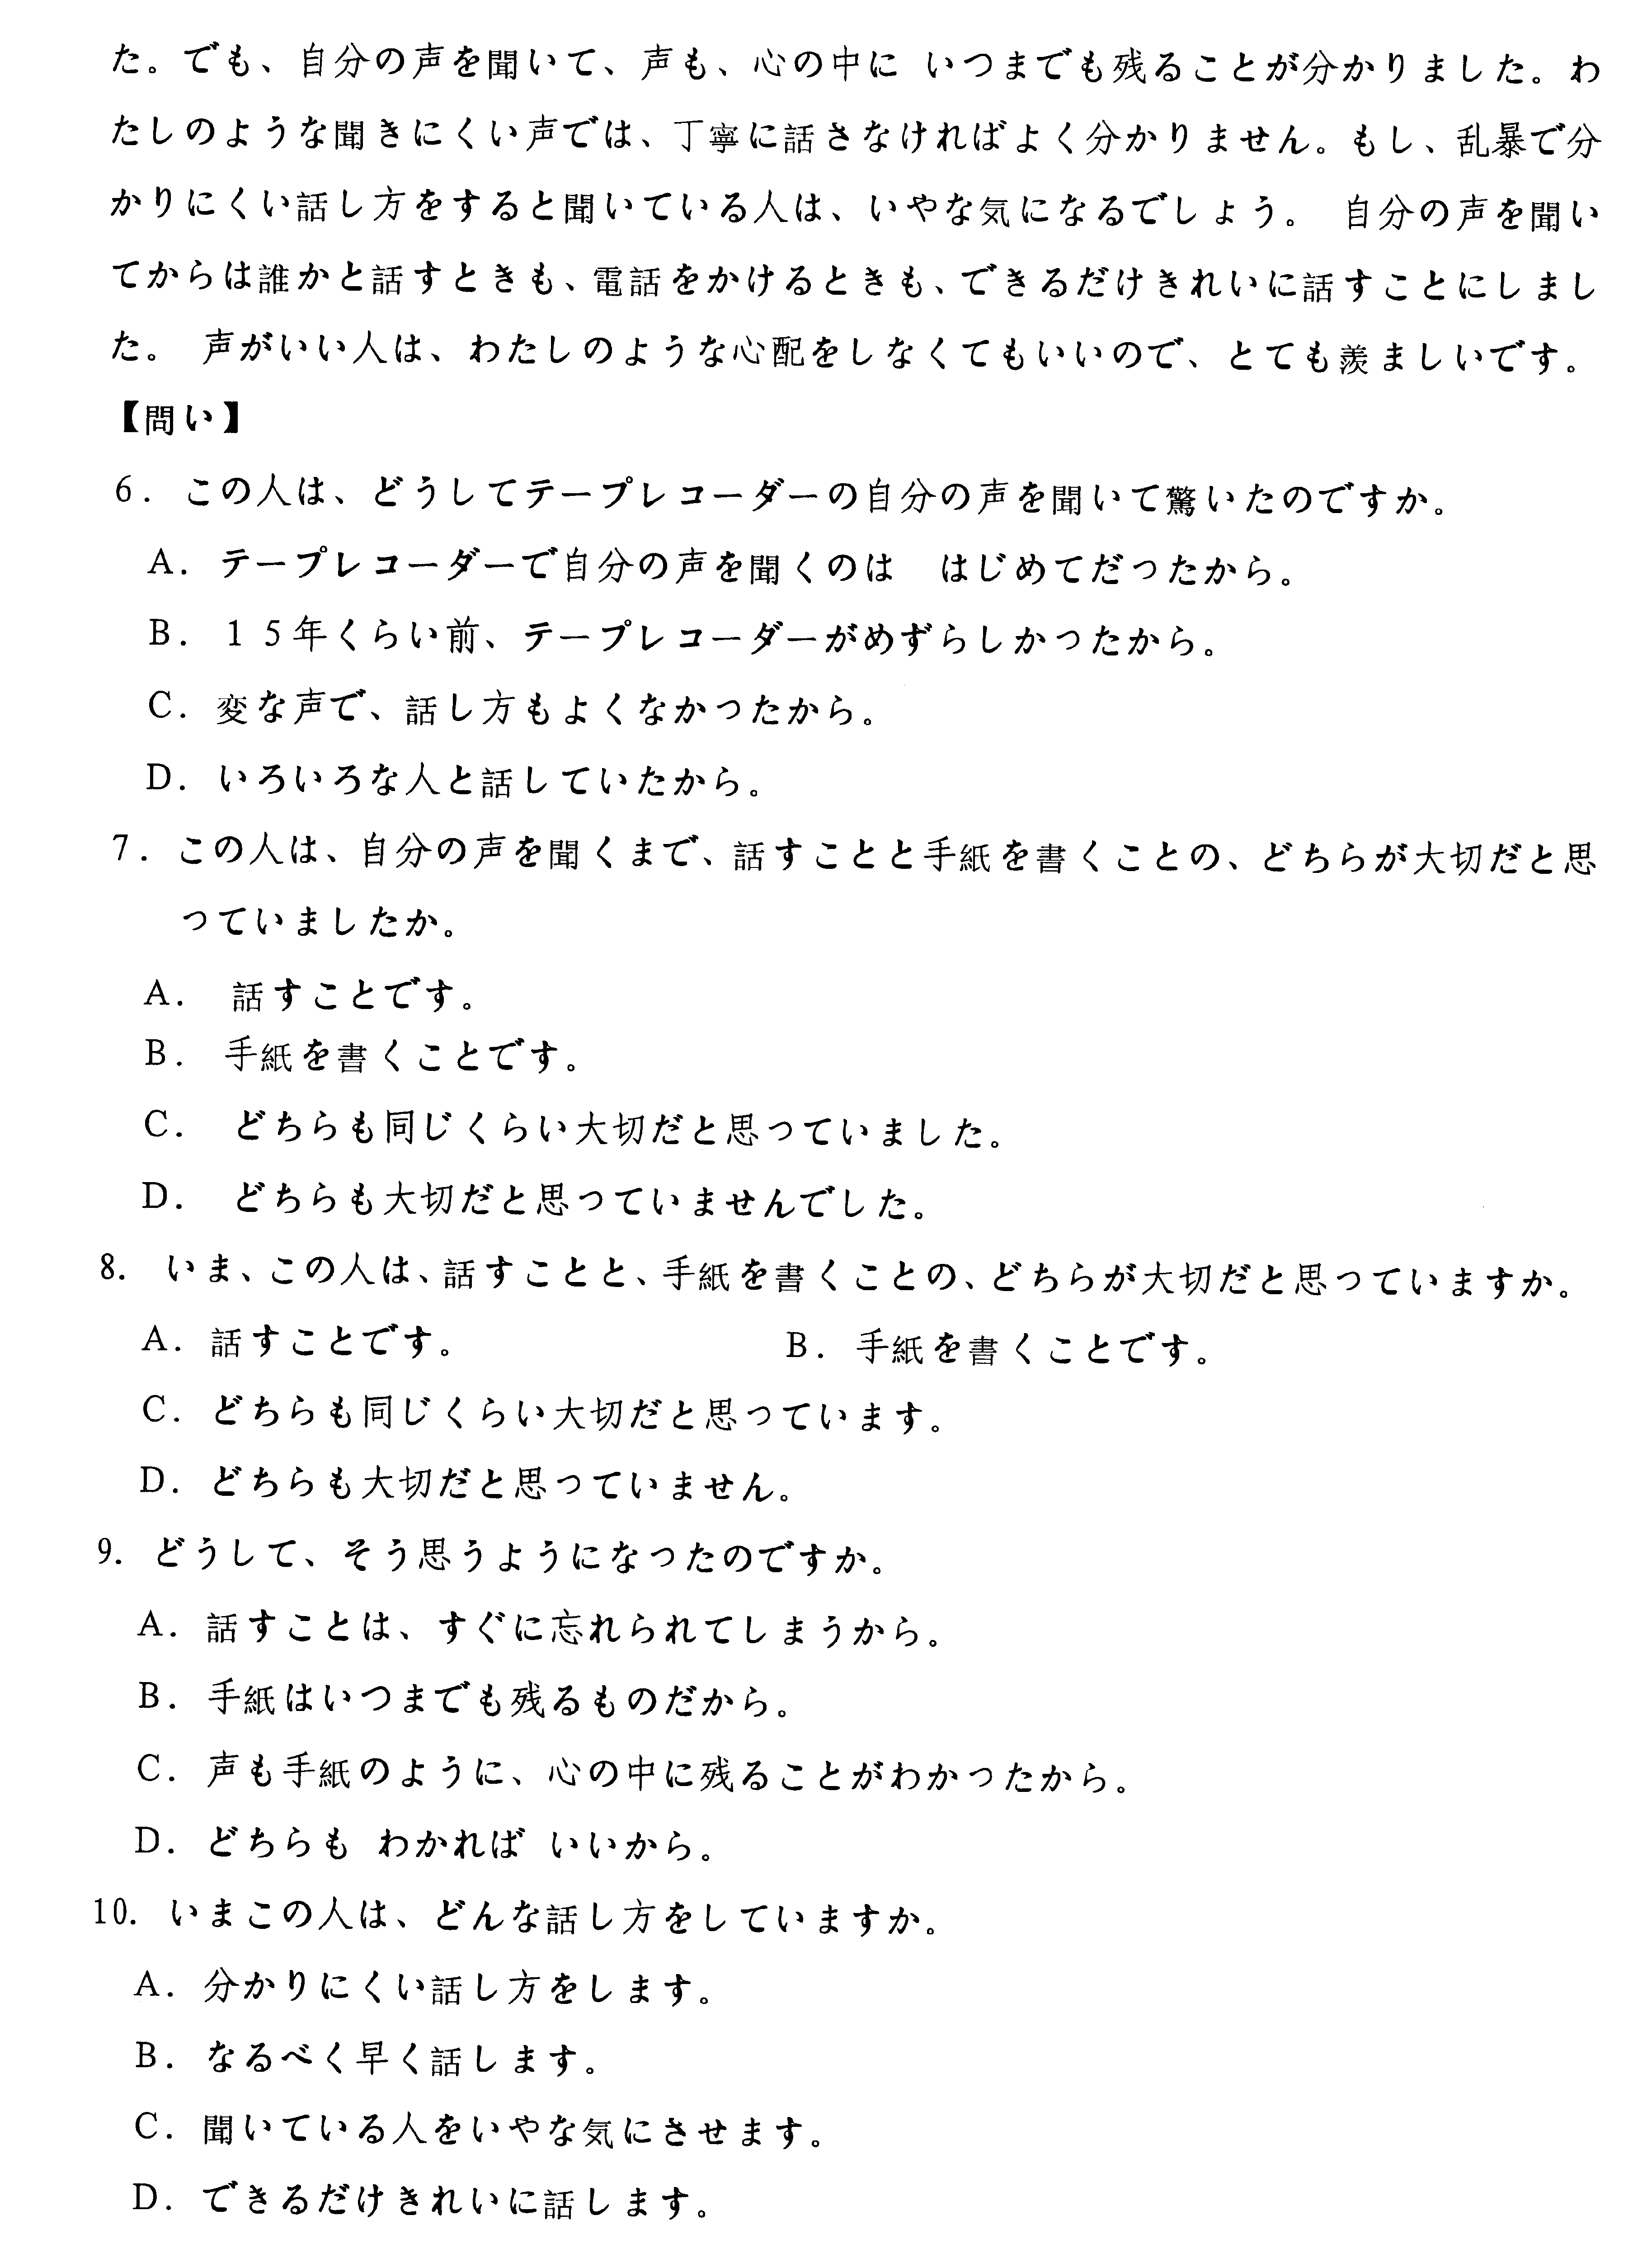 た。でも、自分の声を聞いて、声も、心の中に いつまでも残ることが分かりました。わ
たしのような聞きにくい声では、丁寧に話さなければよく分かりません。もし、乱暴で分
かりにくい話し方をすると聞いている人は、いやな気になるでしょう。 自分の声を聞い
てからは誰かと話すときも、電話をかけるときも、できるだけきれいに話すことにしまし
た。 声がいい人は、わたしのような心配をしなくてもいいので、とても羨ましいです。
【問い】
6. この人は、どうしてテープレコーダーの自分の声を聞いて驚いたのですか。
A. テープレコーダーで自分の声を聞くのは はじめてだったから。
B. 15年くらい前、テープレコーダーがめずらしかったから。
C. 変な声で、話し方もよくなかったから。
D. いろいろな人と話していたから。
7. この人は、自分の声を聞くまで、話すことと手紙を書くことの、どちらが大切だと思
っていましたか。
A. 話すことです。
B. 手紙を書くことです。
C. どちらも同じくらい大切だと思っていました。
D. どちらも大切だと思っていませんでした。
8. いま、この人は、話すことと、手紙を書くことの、どちらが大切だと思っていますか。
A. 話すことです。 B. 手紙を書くことです。
C. どちらも同じくらい大切だと思っています。
D. どちらも大切だと思っていません。
9. どうして、そう思うようになったのですか。
A. 話すことは、すぐに忘れられてしまうから。
B. 手紙はいつまでも残るものだから。
C. 声も手紙のように、心の中に残ることがわかったから。
D. どちらも わかれば いいから。
10. いまこの人は、どんな話し方をしていますか。
A. 分かりにくい話し方をします。
B. なるべく早く話します。
C. 聞いている人をいやな気にさせます。
D. できるだけきれいに話します。